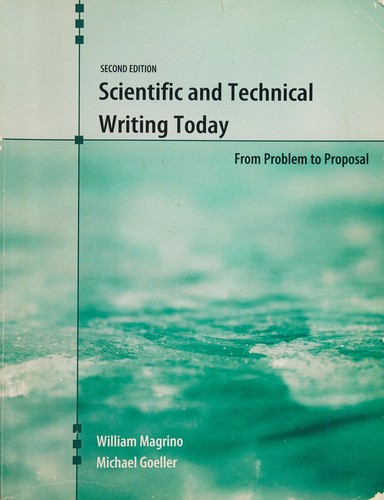 SECOND EDITION
Scientific and Technical
Writing Today
From Problem to Proposal
William Magrino
Michael Goeller